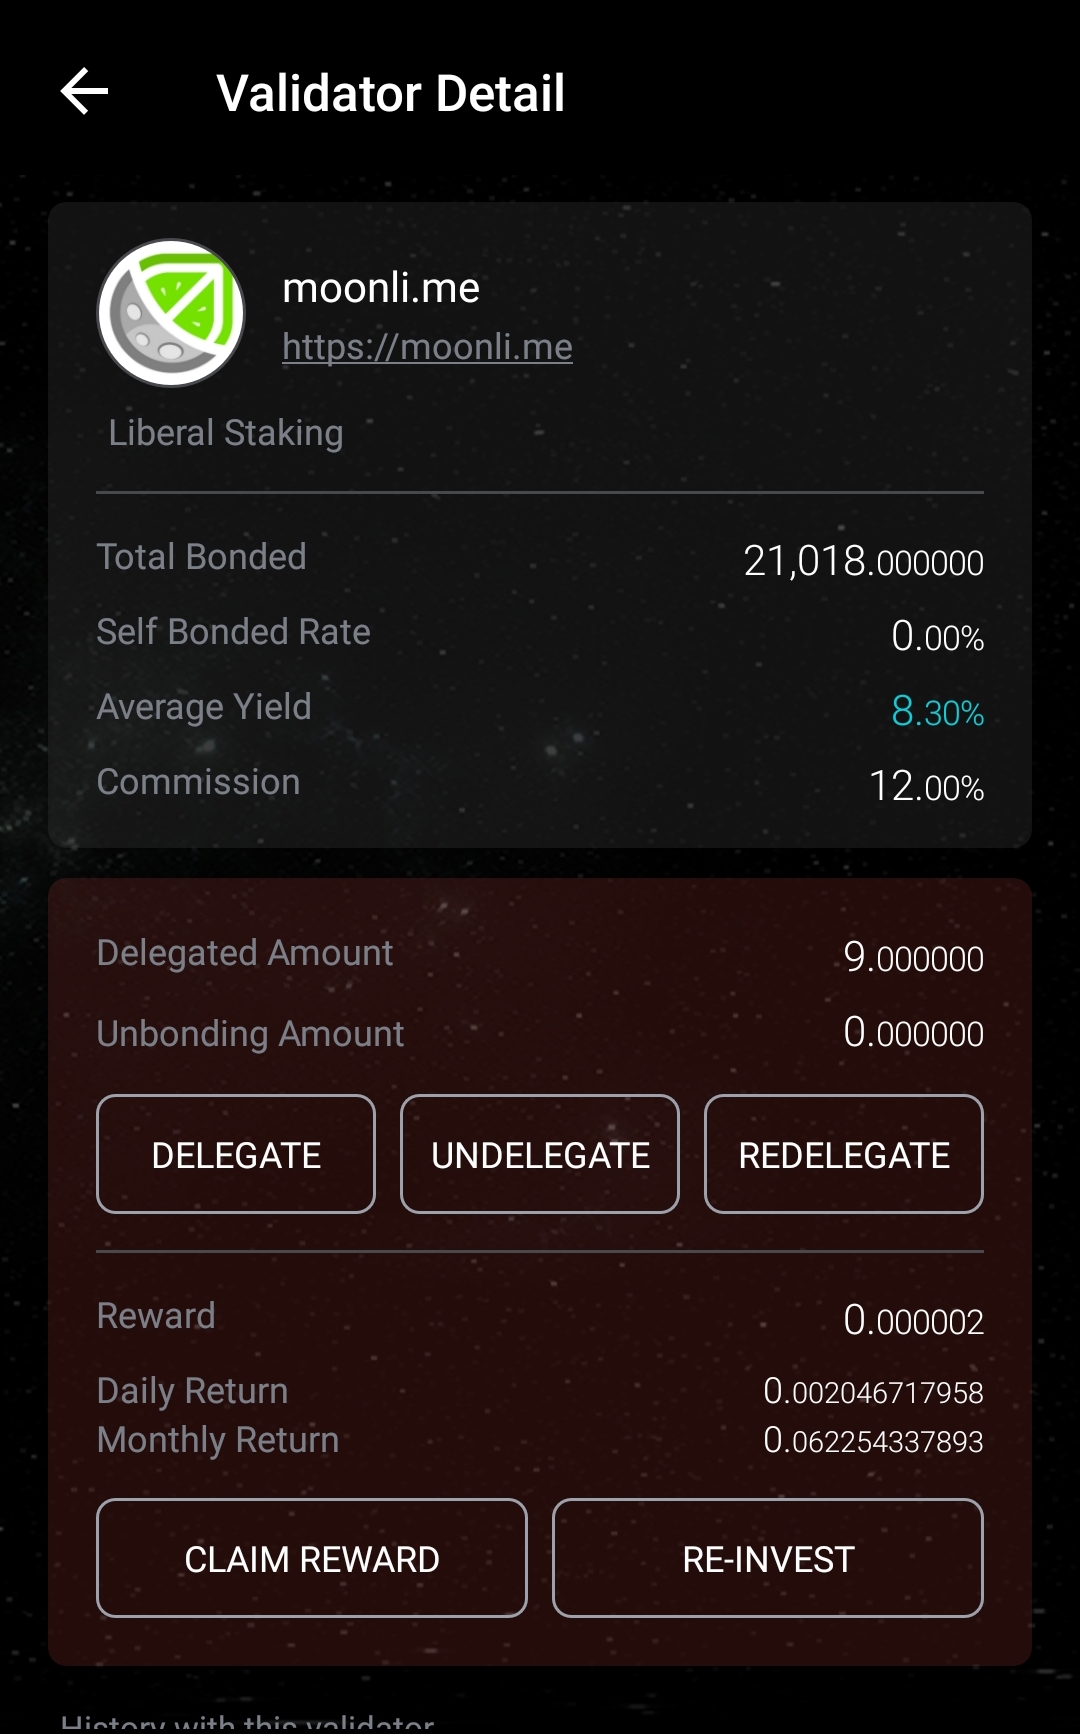 Validator Detail
moonli.me
https://moonli.me
Liberal Staking
Total Bonded 21,018.000000
Self Bonded Rate 0.00%
Average Yield 8.30%
Commission 12.00%
Delegated Amount 9.000000
Unbonding Amount 0.000000
DELEGATE UNDELEGATE REDELEGATE
Reward 0.000002
Daily Return 0.002046717958
Monthly Return 0.062254337893
CLAIM REWARD RE-INVEST
History with this validator